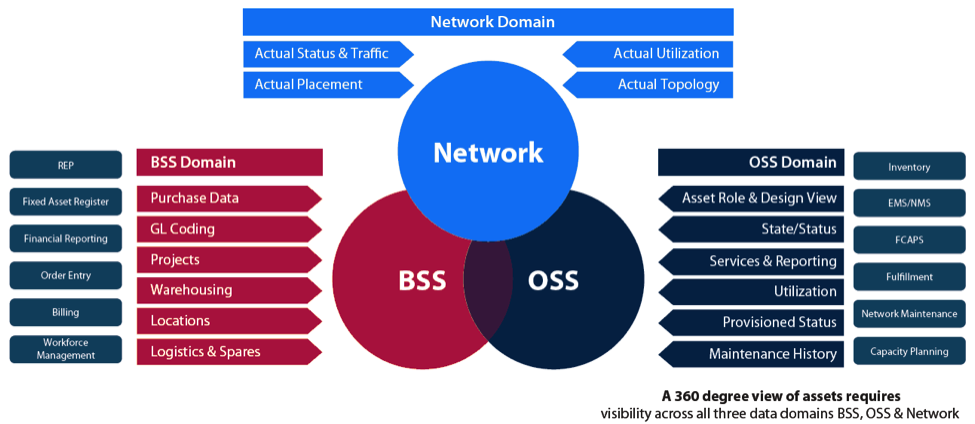 Network Domain
Actual Status & Traffic
Actual Utilization
Actual Placement
Actual Topology
Network
BSS
OSS
REP
Fixed Asset Register
Financial Reporting
Order Entry
Billing
Workforce
Management
BSS Domain
Purchase Data
GL Coding
Projects
Warehousing
Locations
Logistics & Spares
OSS Domain
Asset Role & Design View
State/Status
Services & Reporting
Utilization
Provisioned Status
Maintenance History
Inventory
EMS/NMS
FCAPS
Fulfillment
Network Maintenance
Capacity Planning
A 360 degree view of assets requires
visibility across all three data domains BSS, OSS & Network